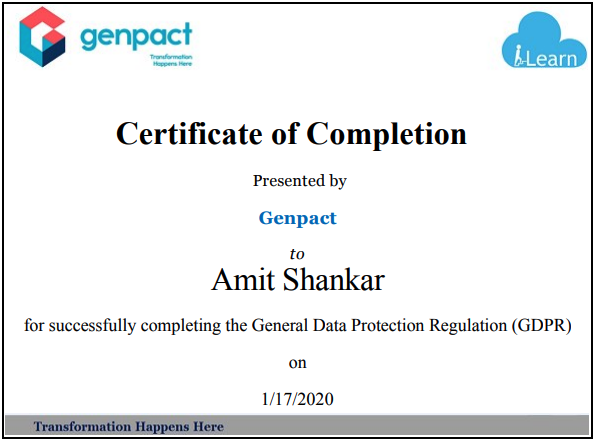 genpact
Transformation
Happens Here
Learn
Certificate of Completion
Presented by
Genpact
to
Amit Shankar
for successfully completing the General Data Protection Regulation (GDPR)
on
1/17/2020
Transformation Happens Here